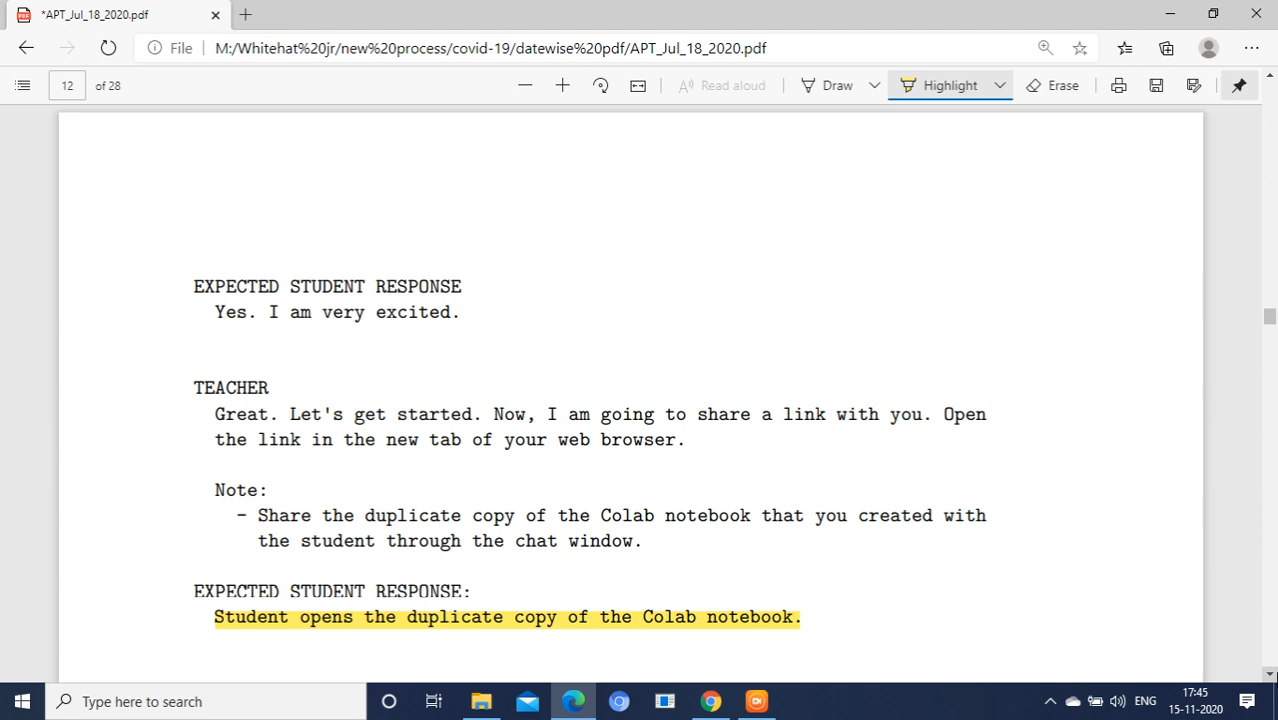 *APT_Jul_18_2020.pdf
File M:/Whitehat%20jr/new%20process/covid-19/datewise%20pdf/APT_Jul_18_2020.pdf
12 of 28 Read aloud Draw Highlight Erase
EXPECTED STUDENT RESPONSE
Yes. I am very excited.
TEACHER
Great. Let's get started. Now, I am going to share a link with you. Open
the link in the new tab of your web browser.
Note:
- Share the duplicate copy of the Colab notebook that you created with
the student through the chat window.
EXPECTED STUDENT RESPONSE:
Student opens the duplicate copy of the Colab notebook.
Type here to search
ENG
17:45
15-11-2020